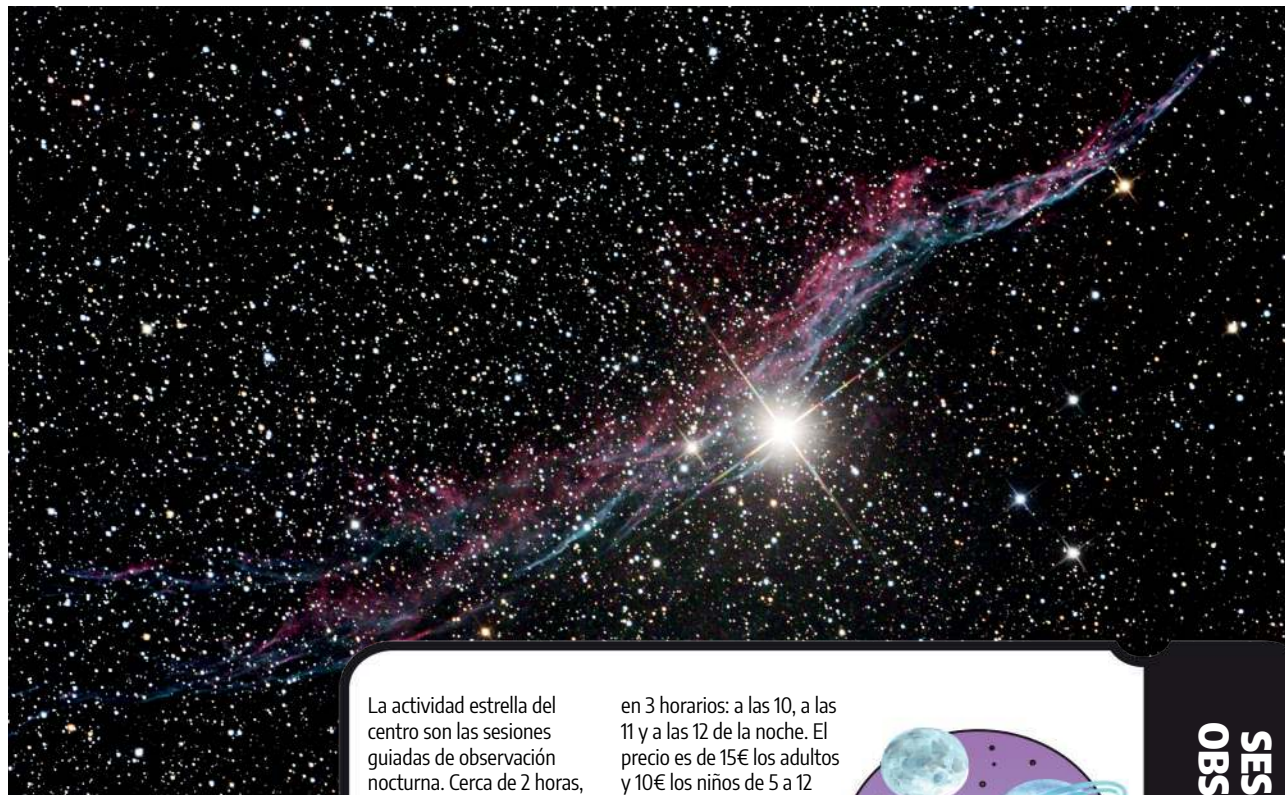 La actividad estrella del
centro son las sesiones
guiadas de observación
nocturna. Cerca de 2 horas,
en 3 horarios: a las 10, a las
11 y a las 12 de la noche. El
precio es de 15€ los adultos
y 10€ los niños de 5 a 12
SES
OBS